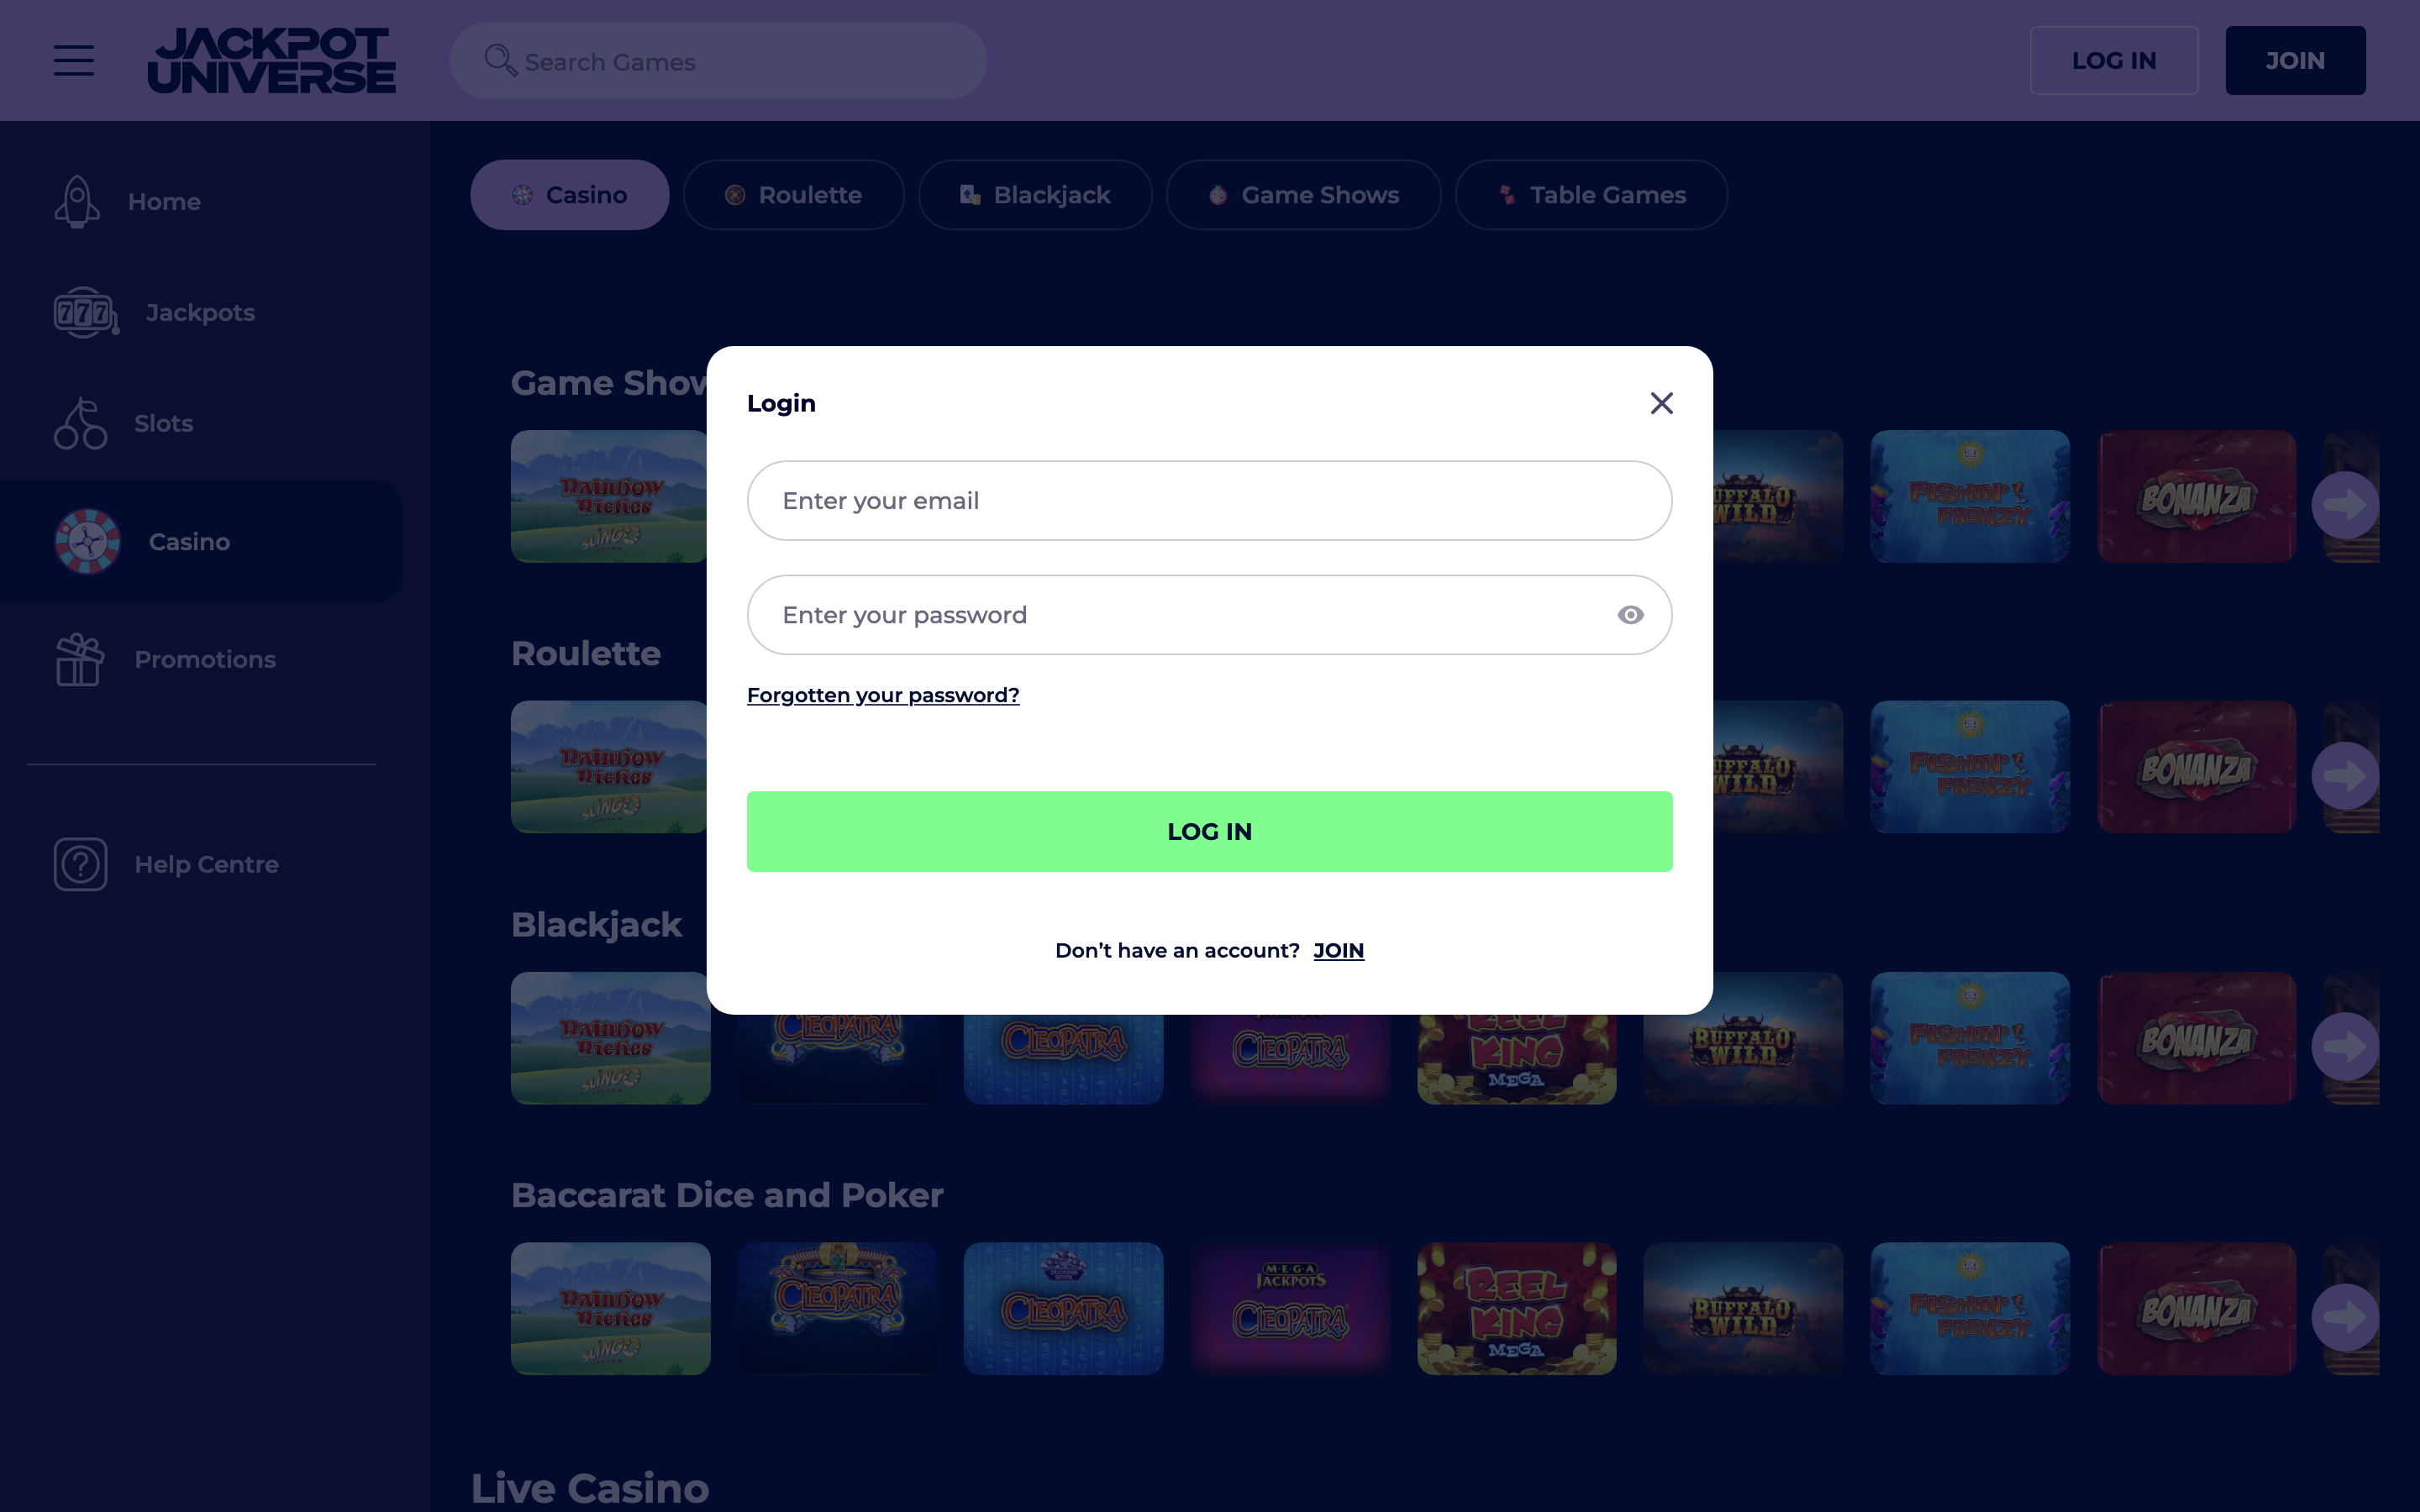 JACKPOT
UNIVERSE
Search Games
LOG IN
JOIN
Home
Jackpots
Slots
Casino
Promotions
Help Centre
Casino
Roulette
Blackjack
Game Shows
Table Games
Game Show
Rainbow
Riches
SLINGO
BUFFALO
WILD
FISHIN'
FRENZY
BONANZA
Login
Enter your email
Enter your password
Forgotten your password?
LOG IN
Don't have an account? JOIN
Roulette
Rainbow
Riches
SLINGO
BUFFALO
WILD
FISHIN'
FRENZY
BONANZA
Blackjack
Rainbow
Riches
SLINGO
CLEOPATRA
CLEOPATRA
CLEOPATRA
REEL
KING
MEGA
BUFFALO
WILD
FISHIN'
FRENZY
BONANZA
Baccarat Dice and Poker
Rainbow
Riches
SLINGO
CLEOPATRA
CLEOPATRA
MEGA
JACKPOTS
CLEOPATRA
REEL
KING
MEGA
BUFFALO
WILD
FISHIN'
FRENZY
BONANZA
Live Casino